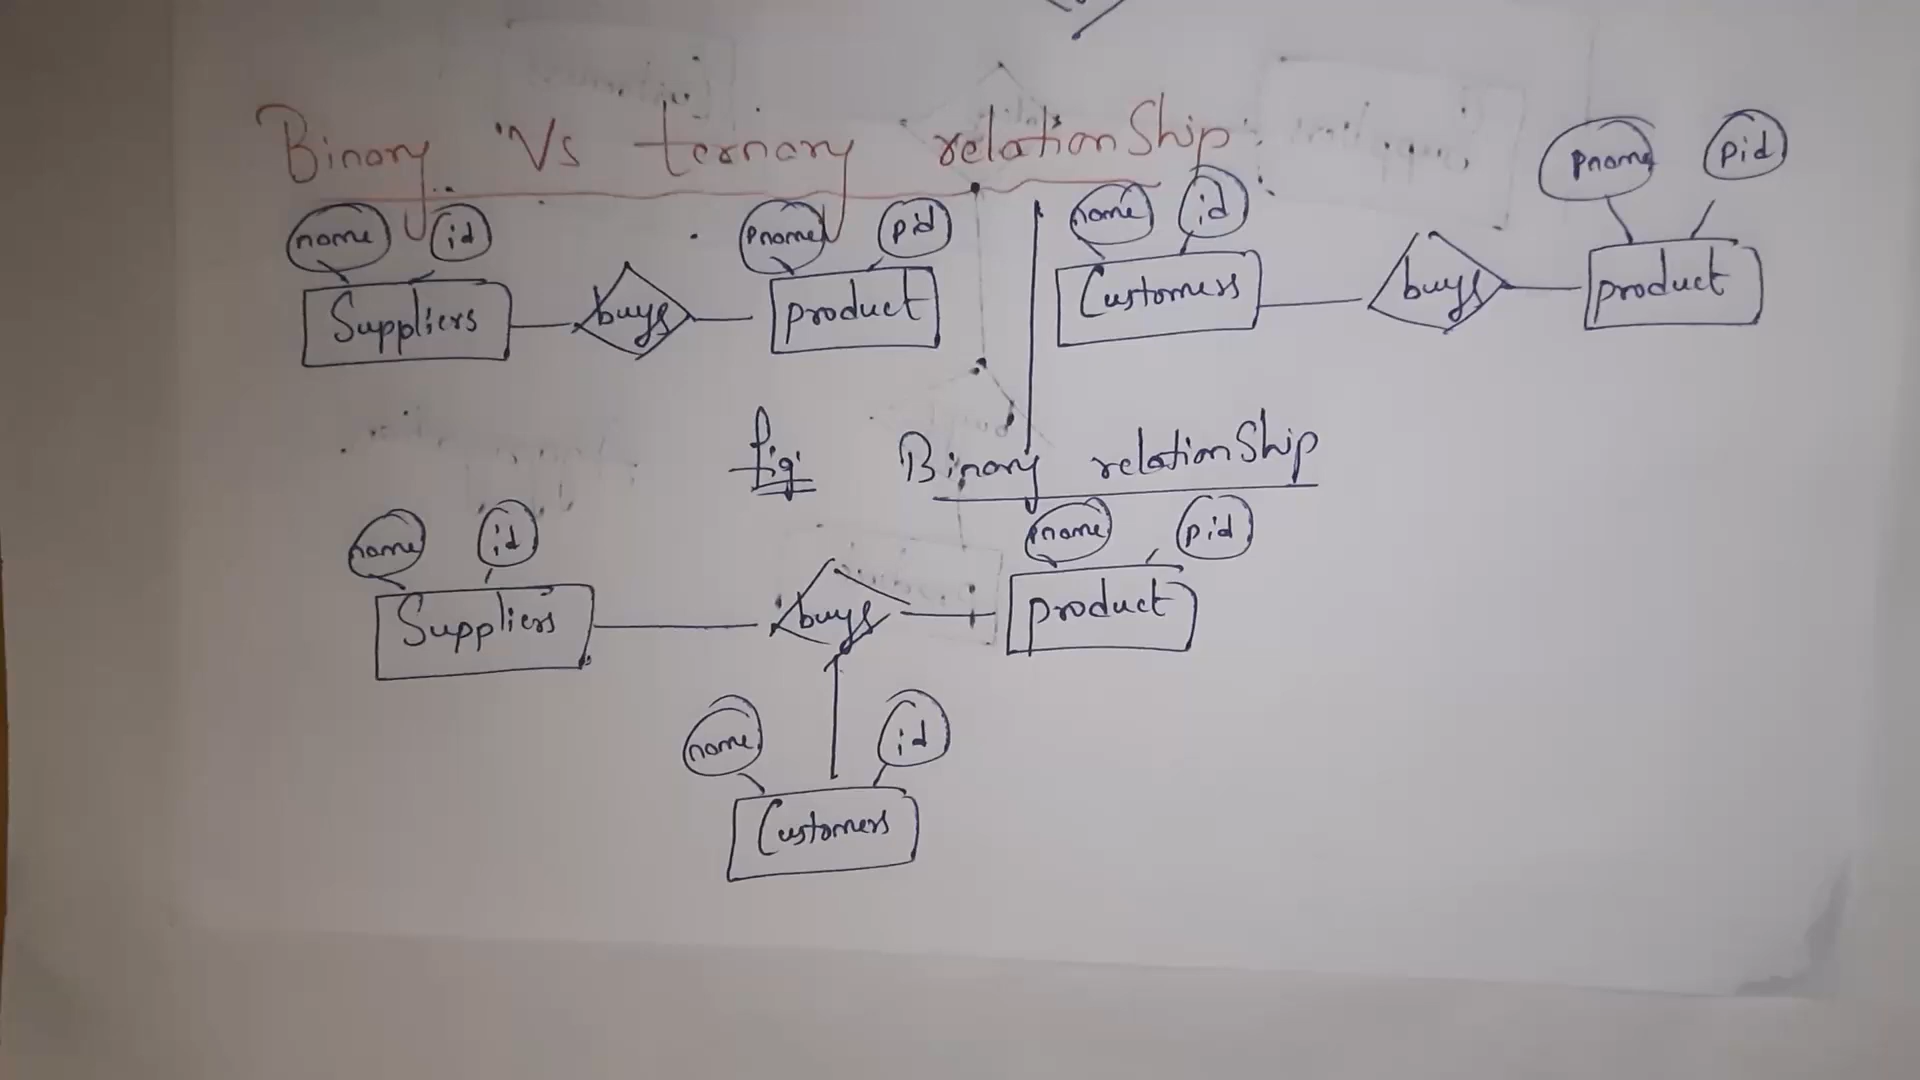 Binary Vs ternary relationShip
name id pname pid name id pname pid
Suppliers buys product Customers buys product
fig Binary relationShip
name id pname pid
Suppliers buys product
name id
Customers